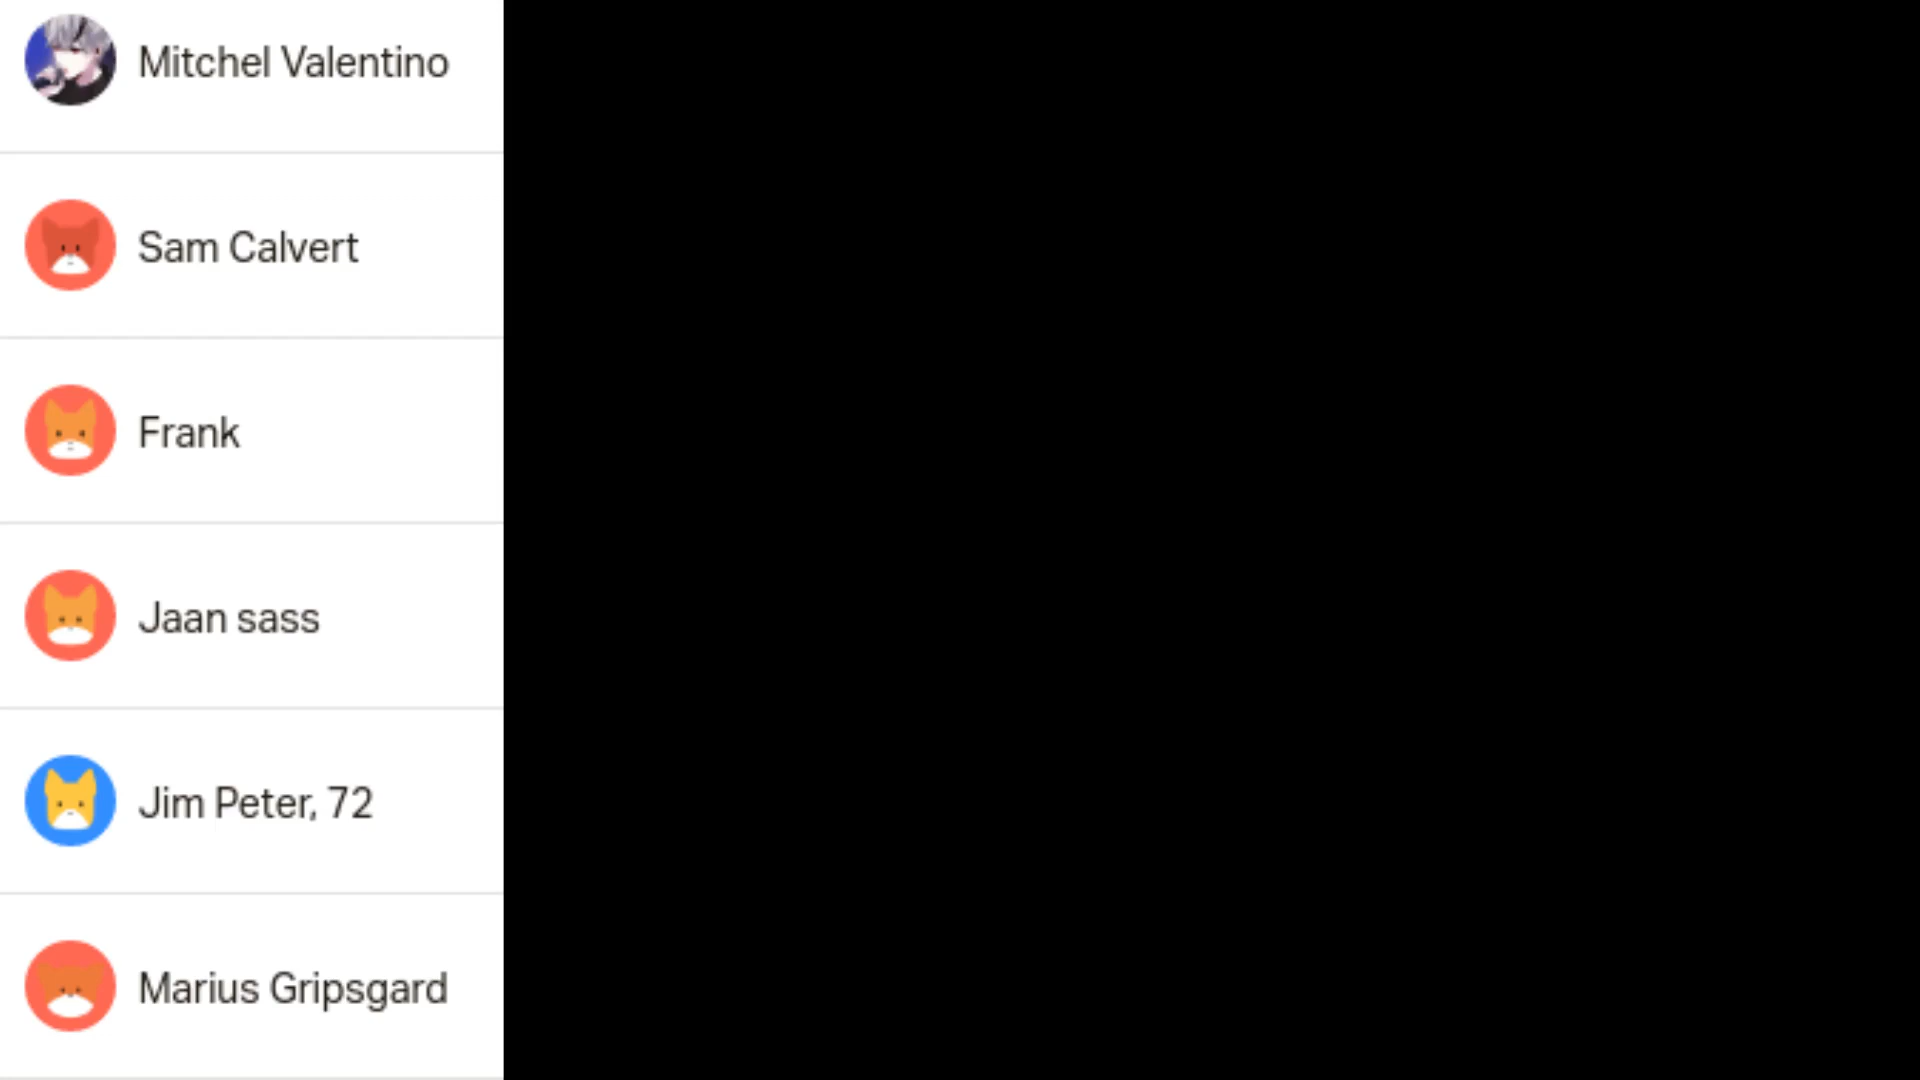 Mitchel Valentino
Sam Calvert
Frank
Jaan sass
Jim Peter, 72
Marius Gripsgard